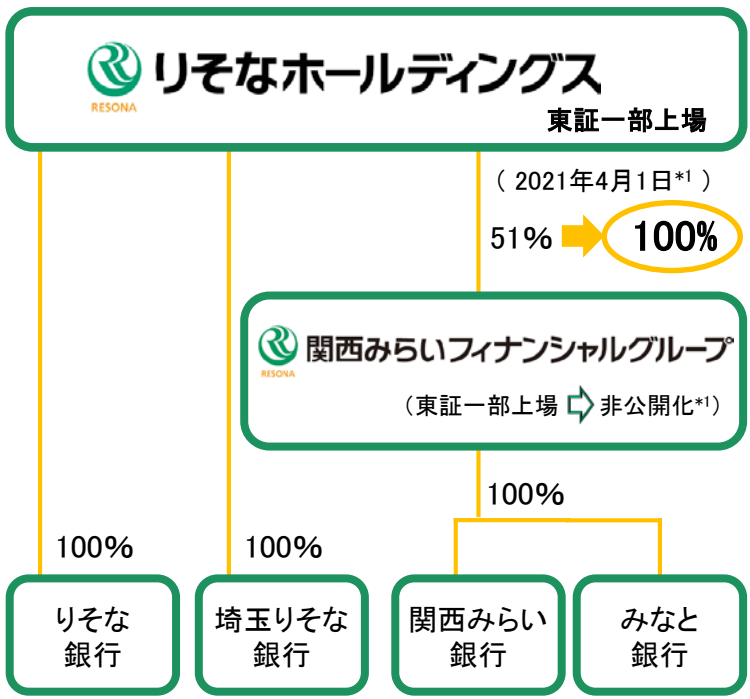 りそなホールディングス
RESONA
東証一部上場
（ 2021年4月1日*1 ）
51% 100%
関西みらいフィナンシャルグループ
RESONA
（東証一部上場 非公開化*1）
100%
100% 100%
りそな
銀行
埼玉りそな
銀行
関西みらい
銀行
みなと
銀行